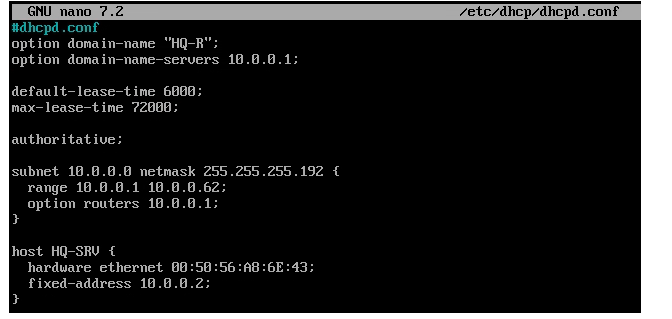 GNU nano 7.2 /etc/dhcp/dhcpd.conf
#dhcpd.conf
option domain-name "HQ-R";
option domain-name-servers 10.0.0.1;
default-lease-time 6000;
max-lease-time 72000;
authoritative;
subnet 10.0.0.0 netmask 255.255.255.192 {
range 10.0.0.1 10.0.0.62;
option routers 10.0.0.1;
}
host HQ-SRV {
hardware ethernet 00:50:56:A8:6E:43;
fixed-address 10.0.0.2;
}